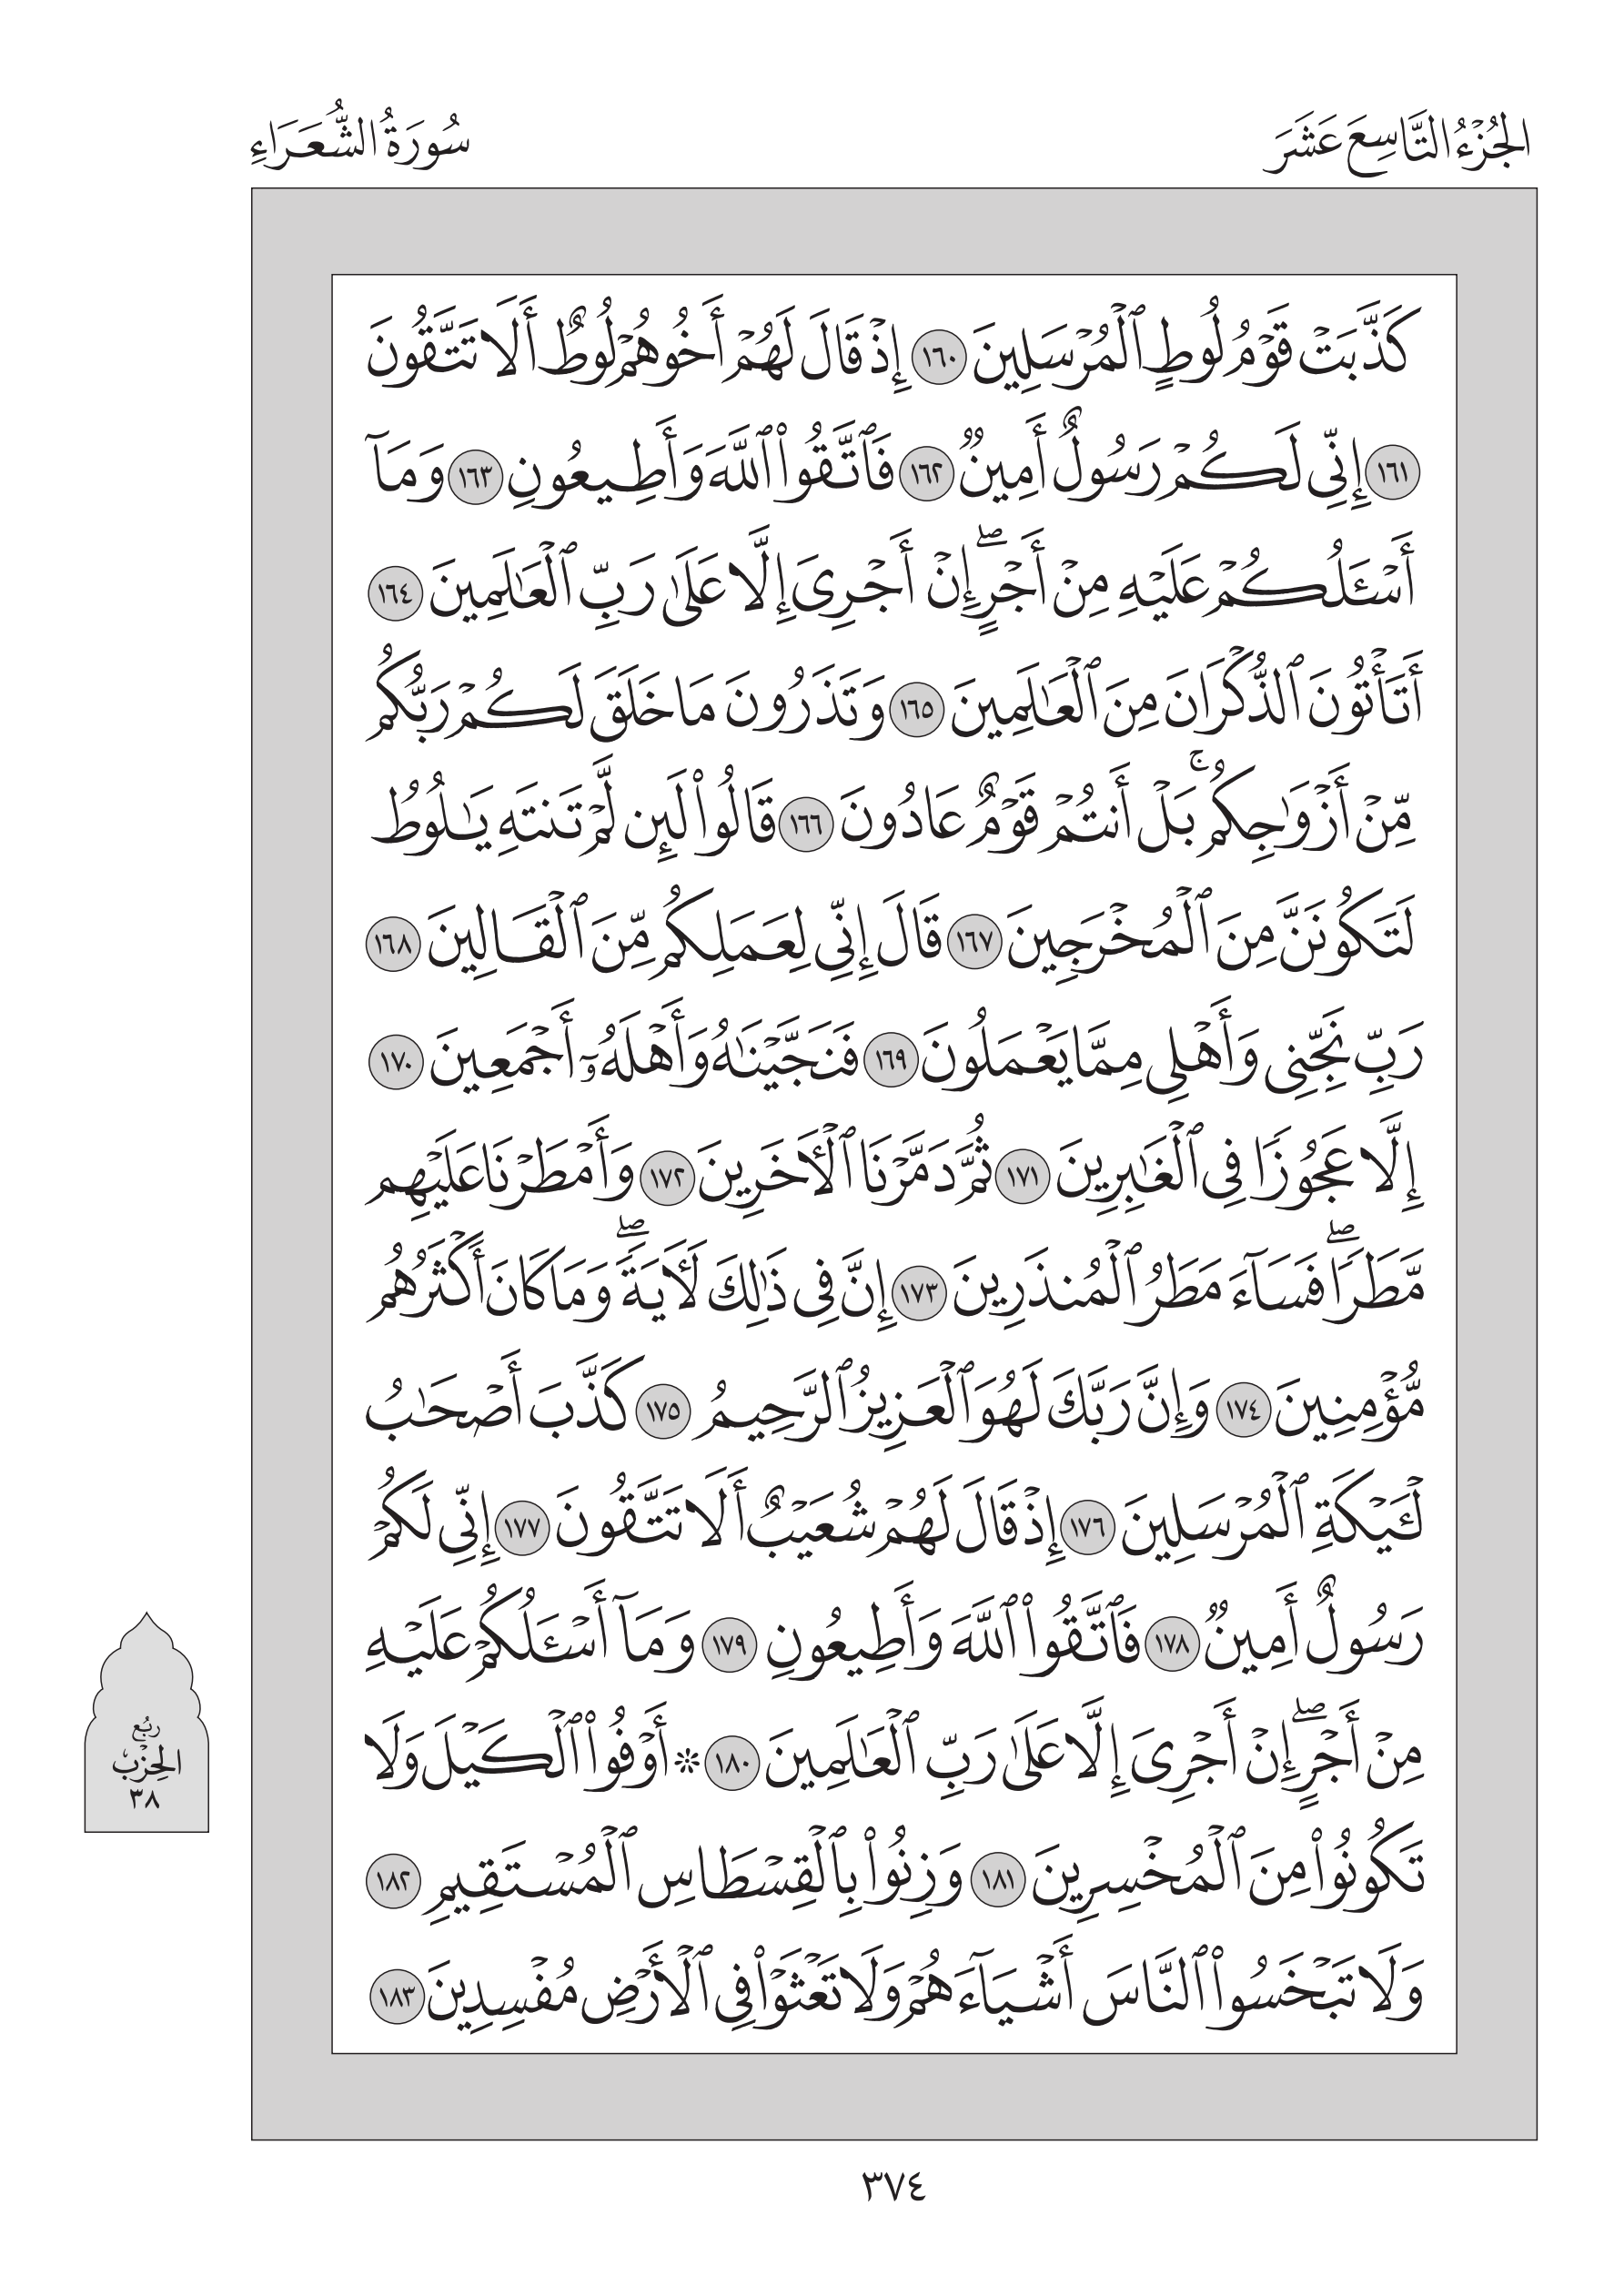 الجُزْءُ التَّاسِعَ عَشَرَ
سُورَةُ الشُّعَرَاءِ
كَذَّبَتۡ قَوۡمُ لُوطٍ ٱلۡمُرۡسَلِينَ ١٦٠ إِذۡ قَالَ لَهُمۡ أَخُوهُمۡ لُوطٌ أَلَا تَتَّقُونَ
١٦١ إِنِّي لَكُمۡ رَسُولٌ أَمِينٞ ١٦٢ فَٱتَّقُواْ ٱللَّهَ وَأَطِيعُونِ ١٦٣ وَمَآ
أَسۡـَٔلُكُمۡ عَلَيۡهِ مِنۡ أَجۡرٍۖ إِنۡ أَجۡرِيَ إِلَّا عَلَىٰ رَبِّ ٱلۡعَٰلَمِينَ ١٦٤
أَتَأۡتُونَ ٱلذُّكۡرَانَ مِنَ ٱلۡعَٰلَمِينَ ١٦٥ وَتَذَرُونَ مَا خَلَقَ لَكُمۡ رَبُّكُم
مِّنۡ أَزۡوَٰجِكُمۚ بَلۡ أَنتُمۡ قَوۡمٌ عَادُونَ ١٦٦ قَالُواْ لَئِن لَّمۡ تَنتَهِ يَٰلُوطُ
لَتَكُونَنَّ مِنَ ٱلۡمُخۡرَجِينَ ١٦٧ قَالَ إِنِّي لِعَمَلِكُم مِّنَ ٱلۡقَالِينَ ١٦٨
رَبِّ نَجِّنِي وَأَهۡلِي مِمَّا يَعۡمَلُونَ ١٦٩ فَنَجَّيۡنَٰهُ وَأَهۡلَهُۥٓ أَجۡمَعِينَ ١٧٠
إِلَّا عَجُوزٗا فِي ٱلۡغَٰبِرِينَ ١٧١ ثُمَّ دَمَّرۡنَا ٱلۡأٓخَرِينَ ١٧٢ وَأَمۡطَرۡنَا عَلَيۡهِم
مَّطَرٗاۖ فَسَآءَ مَطَرُ ٱلۡمُنذَرِينَ ١٧٣ إِنَّ فِي ذَٰلِكَ لَأٓيَةٗۖ وَمَا كَانَ أَكۡثَرُهُم
مُّؤۡمِنِينَ ١٧٤ وَإِنَّ رَبَّكَ لَهُوَ ٱلۡعَزِيزُ ٱلرَّحِيمُ ١٧٥ كَذَّبَ أَصۡحَٰبُ
لۡـَٔيۡكَةِ ٱلۡمُرۡسَلِينَ ١٧٦ إِذۡ قَالَ لَهُمۡ شُعَيۡبٌ أَلَا تَتَّقُونَ ١٧٧ إِنِّي لَكُمۡ
رَسُولٌ أَمِينٞ ١٧٨ فَٱتَّقُواْ ٱللَّهَ وَأَطِيعُونِ ١٧٩ وَمَآ أَسۡـَٔلُكُمۡ عَلَيۡهِ
مِنۡ أَجۡرٍۖ إِنۡ أَجۡرِيَ إِلَّا عَلَىٰ رَبِّ ٱلۡعَٰلَمِينَ ١٨٠ ۞ أَوۡفُواْ ٱلۡكَيۡلَ وَلَا
تَكُونُواْ مِنَ ٱلۡمُخۡسِرِينَ ١٨١ وَزِنُواْ بِٱلۡقِسۡطَاسِ ٱلۡمُسۡتَقِيمِ ١٨٢
وَلَا تَبۡخَسُواْ ٱلنَّاسَ أَشۡيَآءَهُمۡ وَلَا تَعۡثَوۡاْ فِي ٱلۡأَرۡضِ مُفۡسِدِينَ ١٨٣
ربُع
الحِزْبُ
٣٨
٣٧٤